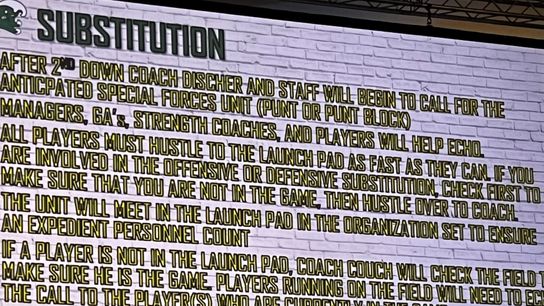 SUBSTITUTION
AFTER 2ND DOWN COACH DISCHER AND STAFF WILL BEGIN TO CALL FOR THE
ANTICPATED SPECIAL FORCES UNIT (PUNT OR PUNT BLOCK)
MANAGERS, GA's, STRENGTH COACHES, AND PLAYERS WILL HELP ECHO.
ALL PLAYERS MUST HUSTLE TO THE LAUNCH PAD AS FAST AS THEY CAN. IF YOU
ARE INVOLVED IN THE OFFENSIVE OR DEFENSIVE SUBSTITUTION, CHECK FIRST TO
MAKE SURE THAT YOU ARE NOT IN THE GAME, THEN HUSTLE OVER TO COACH.
THE UNIT WILL MEET IN THE LAUNCH PAD IN THE ORGANIZATION SET TO ENSURE
AN EXPEDIENT PERSONNEL COUNT
IF A PLAYER IS NOT IN THE LAUNCH PAD, COACH COUCH WILL CHECK THE FIELD T
MAKE SURE HE IS THE GAME. PLAYERS RUNNING ON THE FIELD WILL NEED TO
THE CALL TO THE PLAYER(S) WHO ARE CURRENTLY IN THE